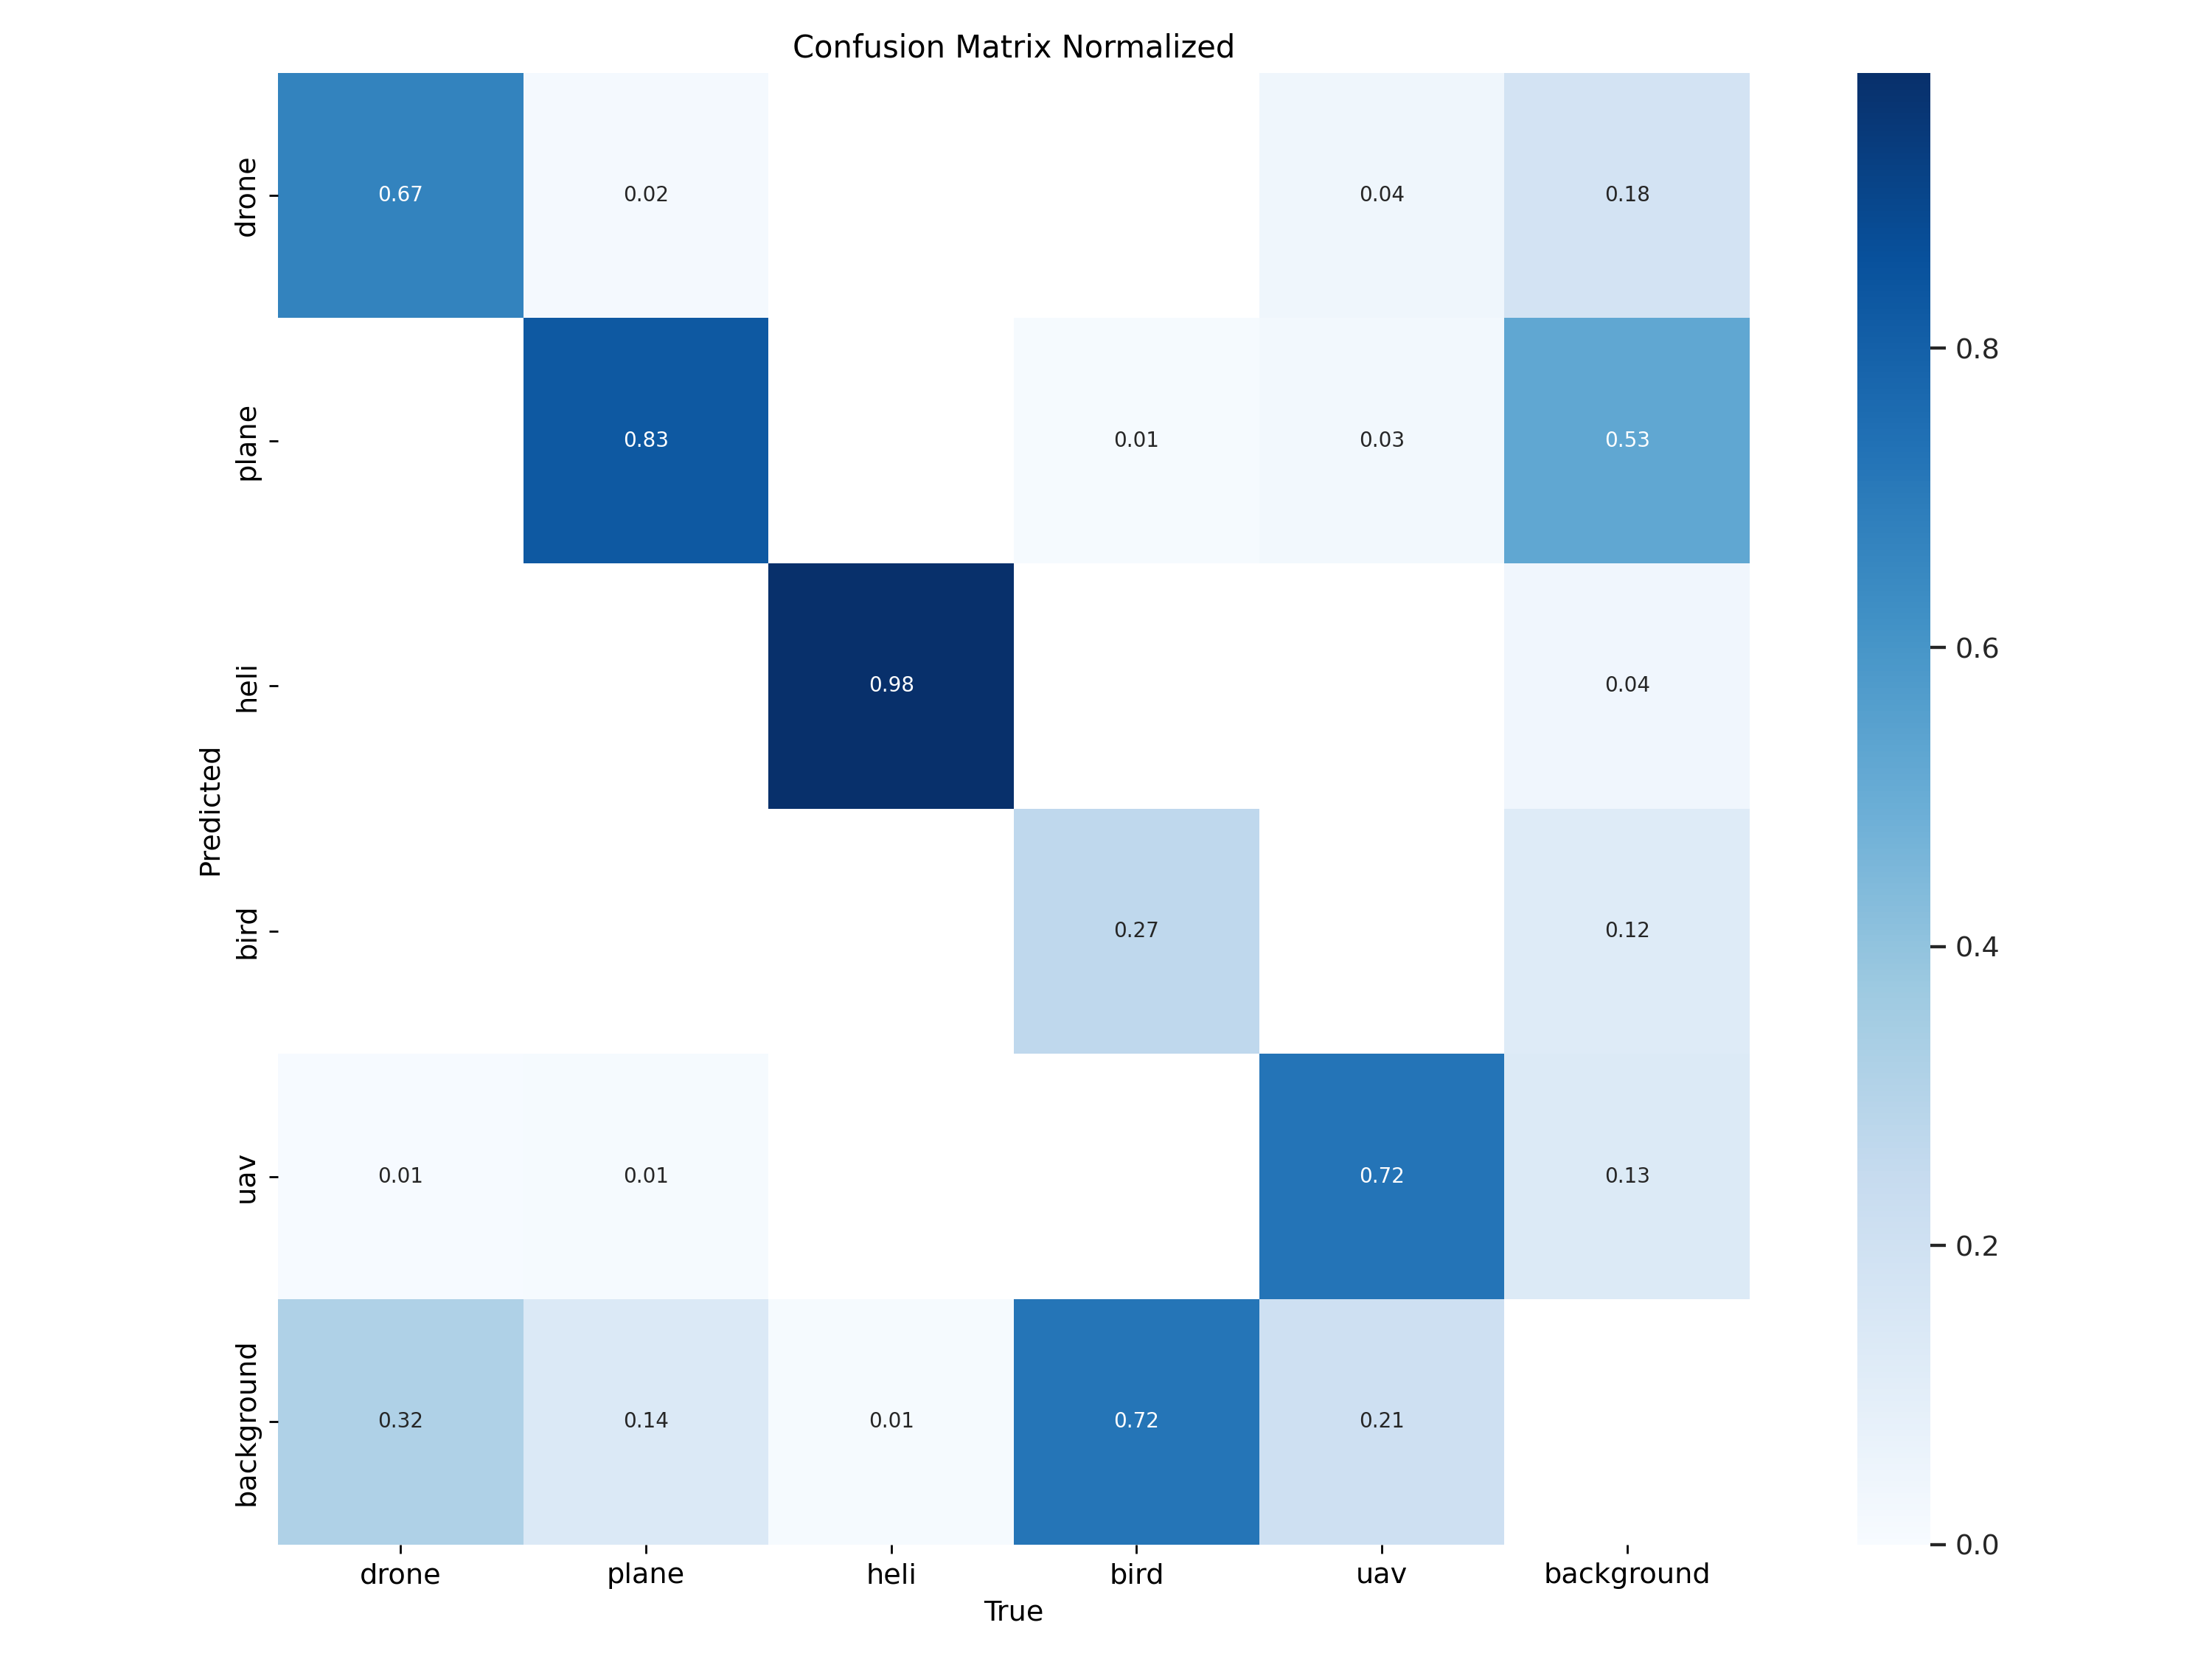 Confusion Matrix Normalized
drone 0.67 0.02 0.04 0.18
plane 0.83 0.01 0.03 0.53
heli 0.98 0.04
bird 0.27 0.12
uav 0.01 0.01 0.72 0.13
background 0.32 0.14 0.01 0.72 0.21
Predicted
drone plane heli bird uav background
True
0.8
0.6
0.4
0.2
0.0